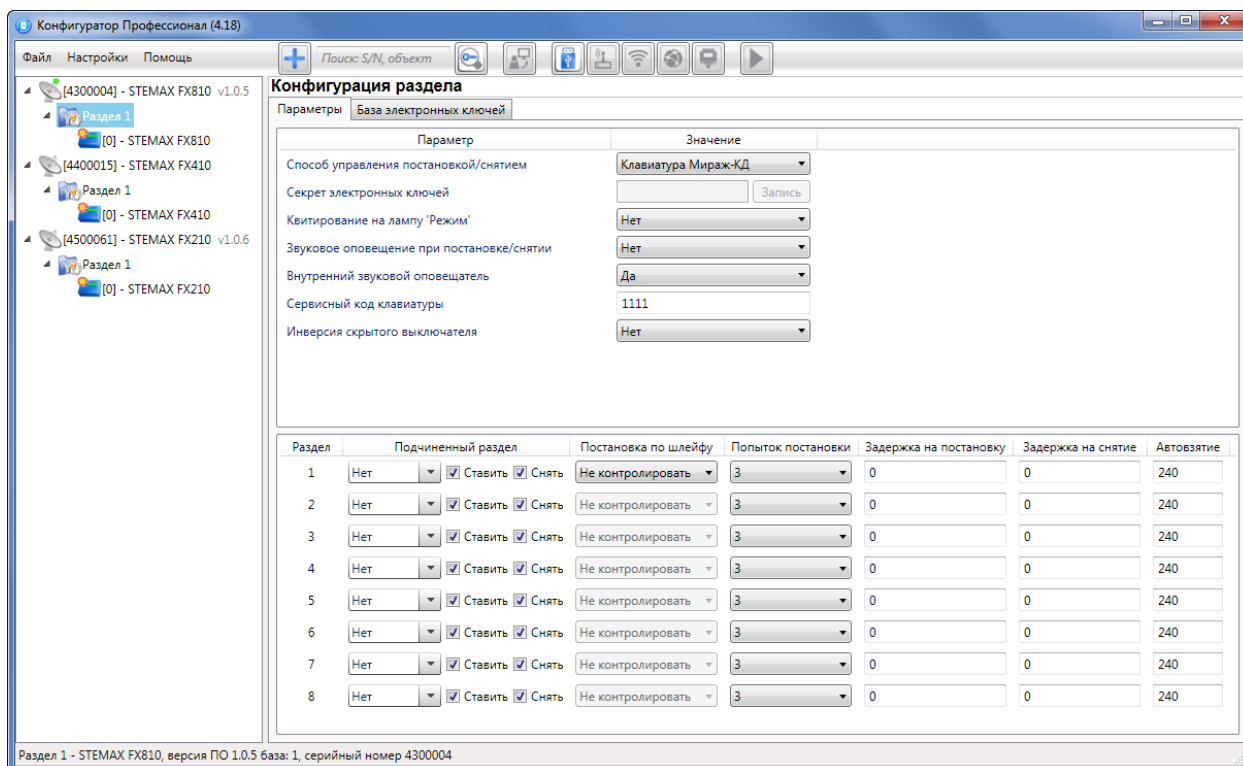 Конфигуратор Профессионал (4.18)
Файл Настройки Помощь Поиск: S/N, объект
[4300004] - STEMAX FX810 v1.0.5
Раздел 1
[0] - STEMAX FX810
[4400015] - STEMAX FX410
Раздел 1
[0] - STEMAX FX410
[4500061] - STEMAX FX210 v1.0.6
Раздел 1
[0] - STEMAX FX210
Конфигурация раздела
Параметры База электронных ключей
Параметр Значение
Способ управления постановкой/снятием Клавиатура Мираж-КД
Секрет электронных ключей Запись
Квитирование на лампу 'Режим' Нет
Звуковое оповещение при постановке/снятии Нет
Внутренний звуковой оповещатель Да
Сервисный код клавиатуры 1111
Инверсия скрытого выключателя Нет
Раздел Подчиненный раздел Постановка по шлейфу Попыток постановки Задержка на постановку Задержка на снятие Автовзятие
1 Нет Ставить Снять Не контролировать 3 0 0 240
2 Нет Ставить Снять Не контролировать 3 0 0 240
3 Нет Ставить Снять Не контролировать 3 0 0 240
4 Нет Ставить Снять Не контролировать 3 0 0 240
5 Нет Ставить Снять Не контролировать 3 0 0 240
6 Нет Ставить Снять Не контролировать 3 0 0 240
7 Нет Ставить Снять Не контролировать 3 0 0 240
8 Нет Ставить Снять Не контролировать 3 0 0 240
Раздел 1 - STEMAX FX810, версия ПО 1.0.5 база: 1, серийный номер 4300004